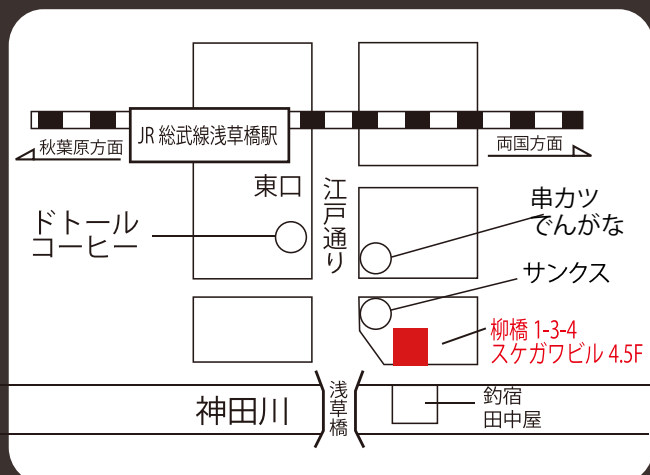 JR 総武線浅草橋駅
秋葉原方面
両国方面
東口
江戸通り
ドトール
コーヒー
串カツ
でんがな
サンクス
柳橋 1-3-4
スケガワビル 4.5F
神田川
浅草橋
釣宿
田中屋